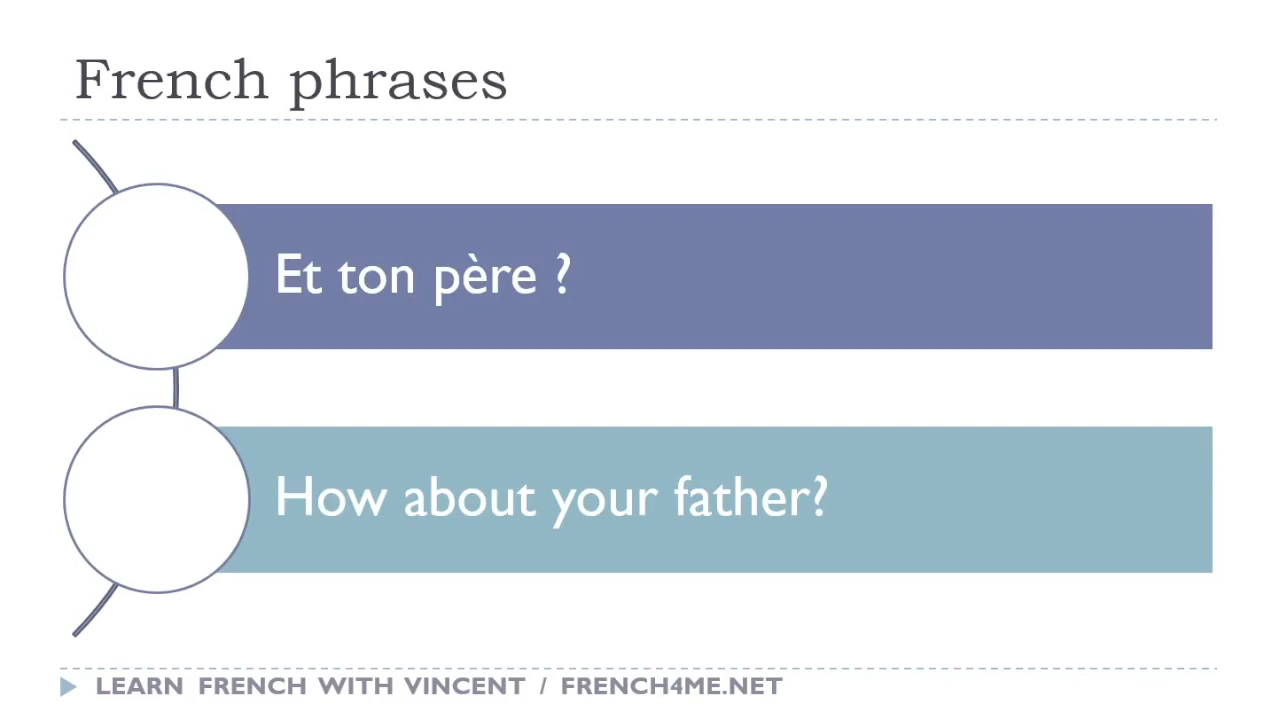 French phrases
Et ton père ?
How about your father?
LEARN FRENCH WITH VINCENT / FRENCH4ME.NET